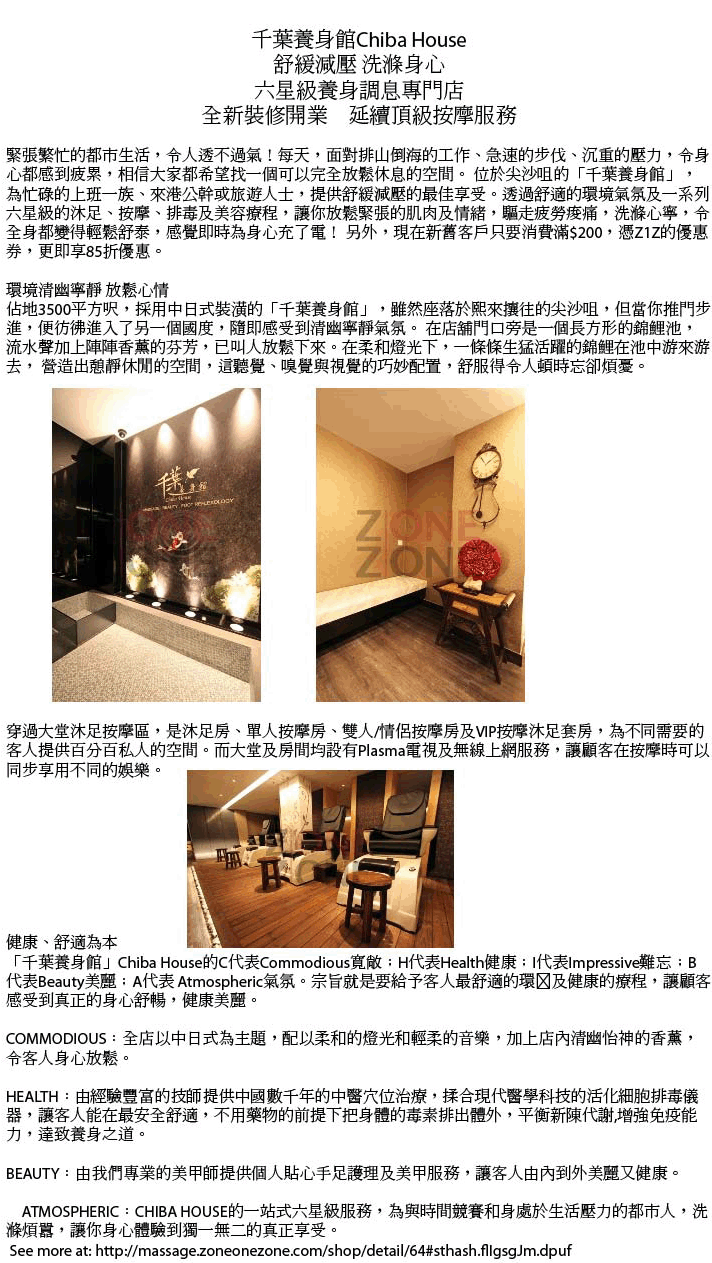 千葉養身館Chiba House
舒緩減壓 洗滌身心
六星級養身調息專門店
全新裝修開業　延續頂級按摩服務
緊張繁忙的都市生活，令人透不過氣！每天，面對排山倒海的工作、急速的步伐、沉重的壓力，令身
心都感到疲累，相信大家都希望找一個可以完全放鬆休息的空間。 位於尖沙咀的「千葉養身館」，
為忙碌的上班一族、來港公幹或旅遊人士，提供舒緩減壓的最佳享受。透過舒適的環境氣氛及一系列
六星級的沐足、按摩、排毒及美容療程，讓你放鬆緊張的肌肉及情緒，驅走疲勞痠痛，洗滌心寧，令
全身都變得輕鬆舒泰，感覺即時為身心充了電！ 另外，現在新舊客戶只要消費滿$200，憑Z1Z的優惠
券，更即享85折優惠。
環境清幽寧靜 放鬆心情
佔地3500平方呎，採用中日式裝潢的「千葉養身館」，雖然座落於熙來攘往的尖沙咀，但當你推門步
進，便彷彿進入了另一個國度，隨即感受到清幽寧靜氣氛。 在店舖門口旁是一個長方形的錦鯉池，
流水聲加上陣陣香薰的芬芳，已叫人放鬆下來。在柔和燈光下，一條條生猛活躍的錦鯉在池中游來游
去， 營造出憩靜休閒的空間，這聽覺、嗅覺與視覺的巧妙配置，舒服得令人頓時忘卻煩憂。
千葉
養身館
Chiba House
MASSAGE . BEAUTY . FOOT REFLEXOLOGY
ZONE
ZONE
穿過大堂沐足按摩區，是沐足房、單人按摩房、雙人/情侶按摩房及VIP按摩沐足套房，為不同需要的
客人提供百分百私人的空間。而大堂及房間均設有Plasma電視及無線上網服務，讓顧客在按摩時可以
同步享用不同的娛樂。
健康、舒適為本
「千葉養身館」Chiba House的C代表Commodious寬敞；H代表Health健康；I代表Impressive難忘；B
代表Beauty美麗；A代表 Atmospheric氣氛。宗旨就是要給予客人最舒適的環及健康的療程，讓顧客
感受到真正的身心舒暢，健康美麗。
COMMODIOUS：全店以中日式為主題，配以柔和的燈光和輕柔的音樂，加上店內清幽怡神的香薰，
令客人身心放鬆。
HEALTH：由經驗豐富的技師提供中國數千年的中醫穴位治療，揉合現代醫學科技的活化細胞排毒儀
器，讓客人能在最安全舒適，不用藥物的前提下把身體的毒素排出體外，平衡新陳代謝,增強免疫能
力，達致養身之道。
BEAUTY：由我們專業的美甲師提供個人貼心手足護理及美甲服務，讓客人由內到外美麗又健康。
ATMOSPHERIC：CHIBA HOUSE的一站式六星級服務，為與時間競賽和身處於生活壓力的都市人，洗
滌煩囂，讓你身心體驗到獨一無二的真正享受。
See more at: http://massage.zoneonezone.com/shop/detail/64#sthash.fllgsgJm.dpuf